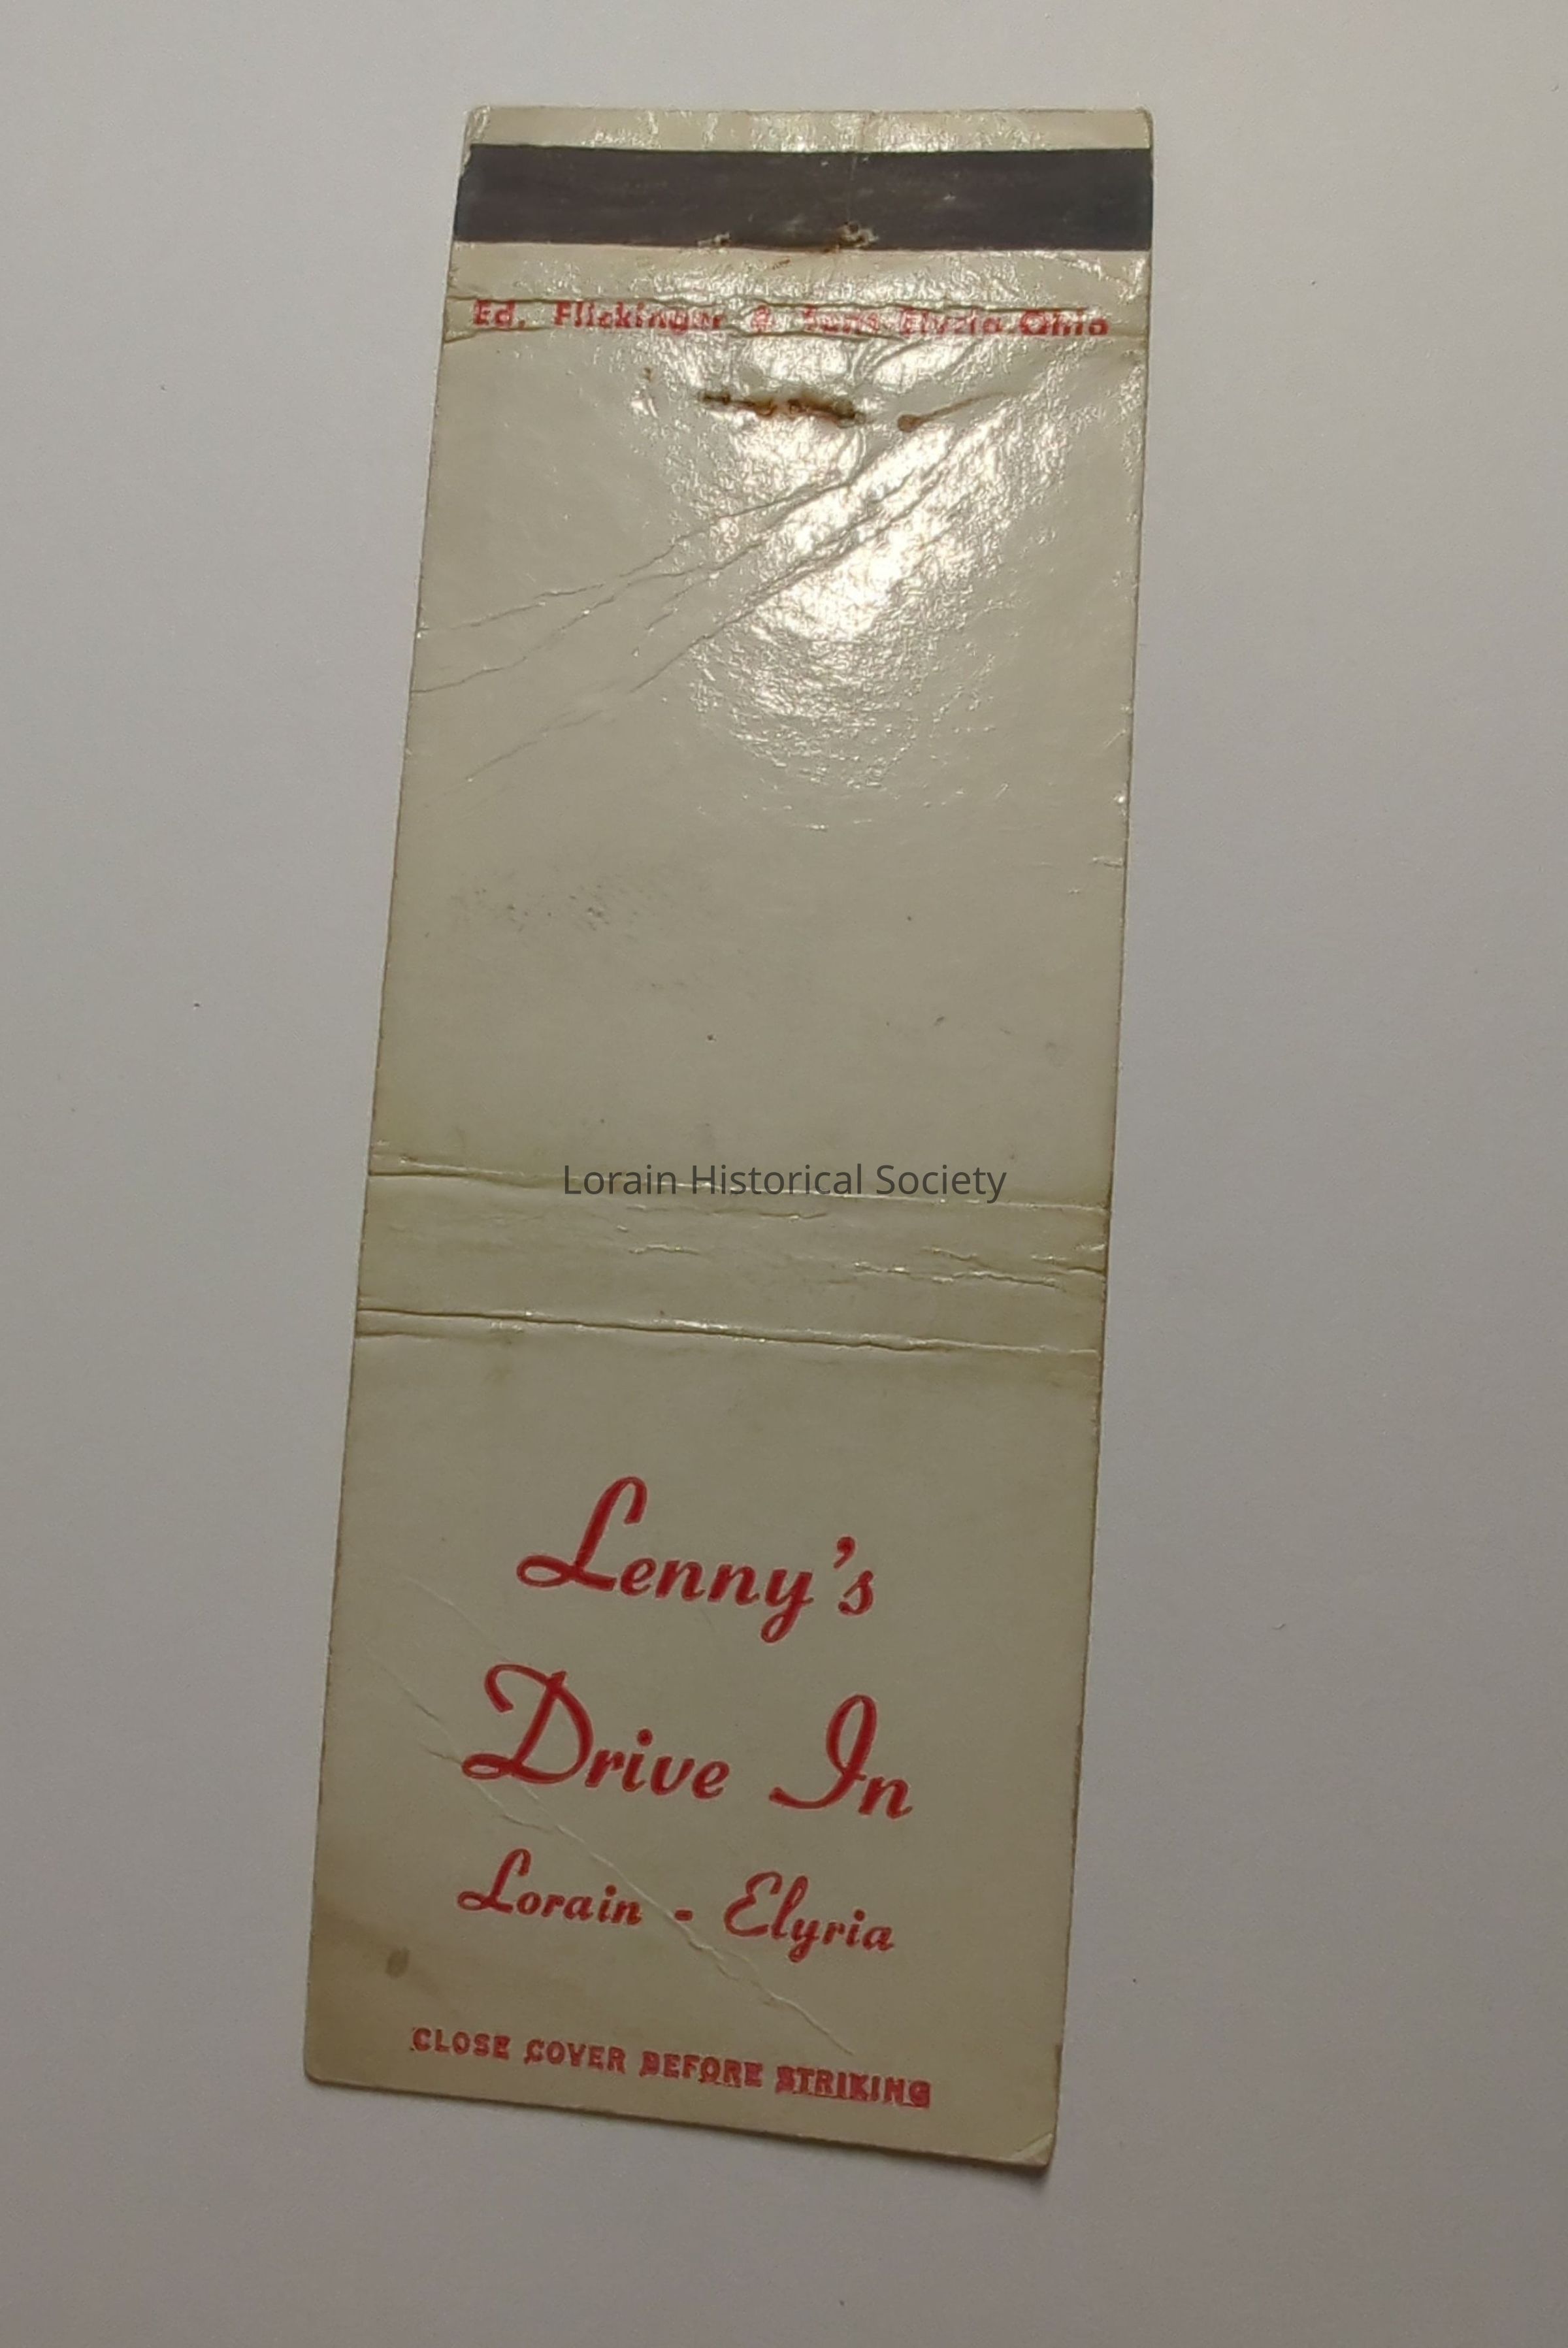 Ed. Flickinger & Sons Elyria Ohio
Lorain Historical Society
Lenny's
Drive In
Lorain - Elyria
CLOSE COVER BEFORE STRIKING